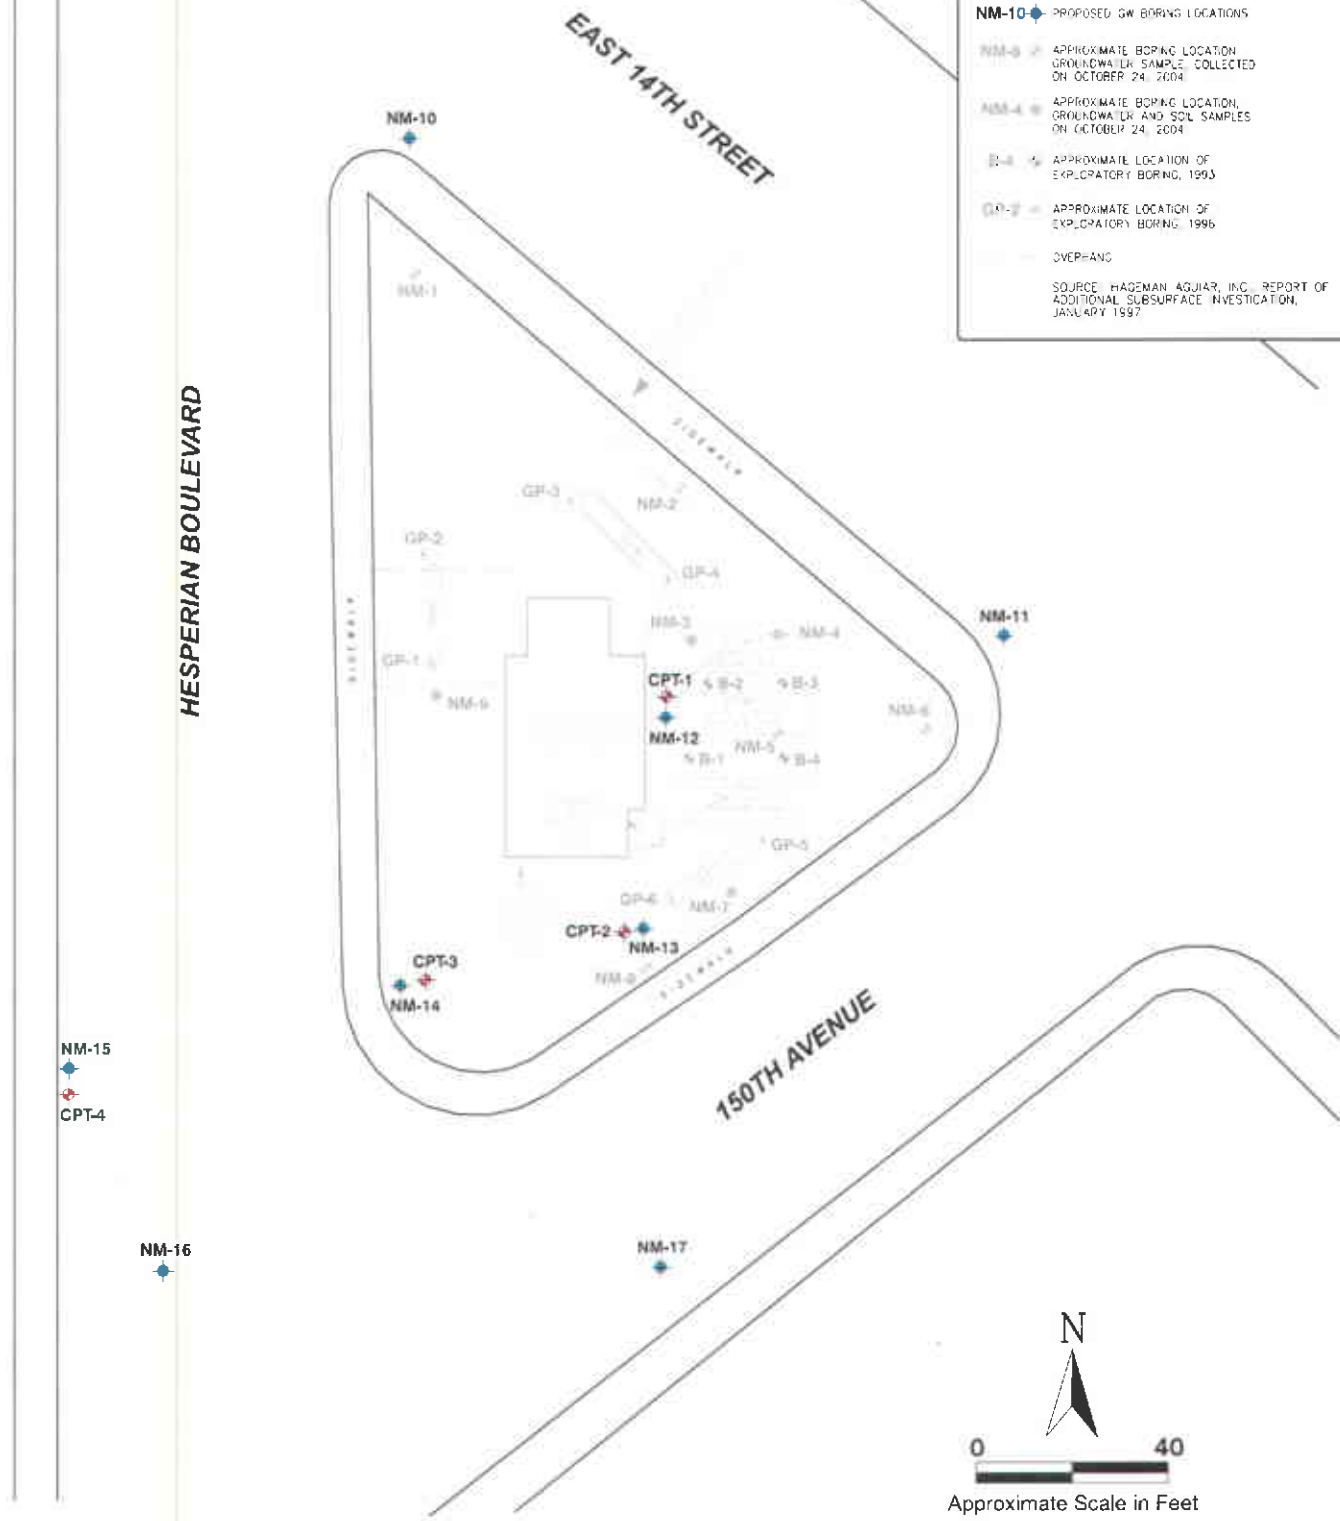 NM-10 PROPOSED GW BORING LOCATIONS
NM-8 APPROXIMATE BORING LOCATION
GROUNDWATER SAMPLE, COLLECTED
ON OCTOBER 24, 2004
NM-4 APPROXIMATE BORING LOCATION,
GROUNDWATER AND SOIL SAMPLES
ON OCTOBER 24, 2004
B-4 APPROXIMATE LOCATION OF
EXPLORATORY BORING, 1993
GP-2 APPROXIMATE LOCATION OF
EXPLORATORY BORING, 1996
OVERHANG
SOURCE: HAGEMAN AGUIAR, INC. REPORT OF
ADDITIONAL SUBSURFACE INVESTIGATION,
JANUARY 1997
EAST 14TH STREET
NM-10
NM-1
HESPERIAN BOULEVARD
SIDEWALK
GP-3
NM-2
GP-2
GP-4
SIDEWALK
NM-3
NM-4
NM-11
GP-1
CPT-1
B-2
B-3
NM-9
NM-6
NM-12
NM-5
B-1
B-4
GP-5
GP-6
NM-7
CPT-2
NM-13
CPT-3
NM-8
SIDEWALK
NM-14
150TH AVENUE
NM-15
CPT-4
NM-16
NM-17
N
0 40
Approximate Scale in Feet